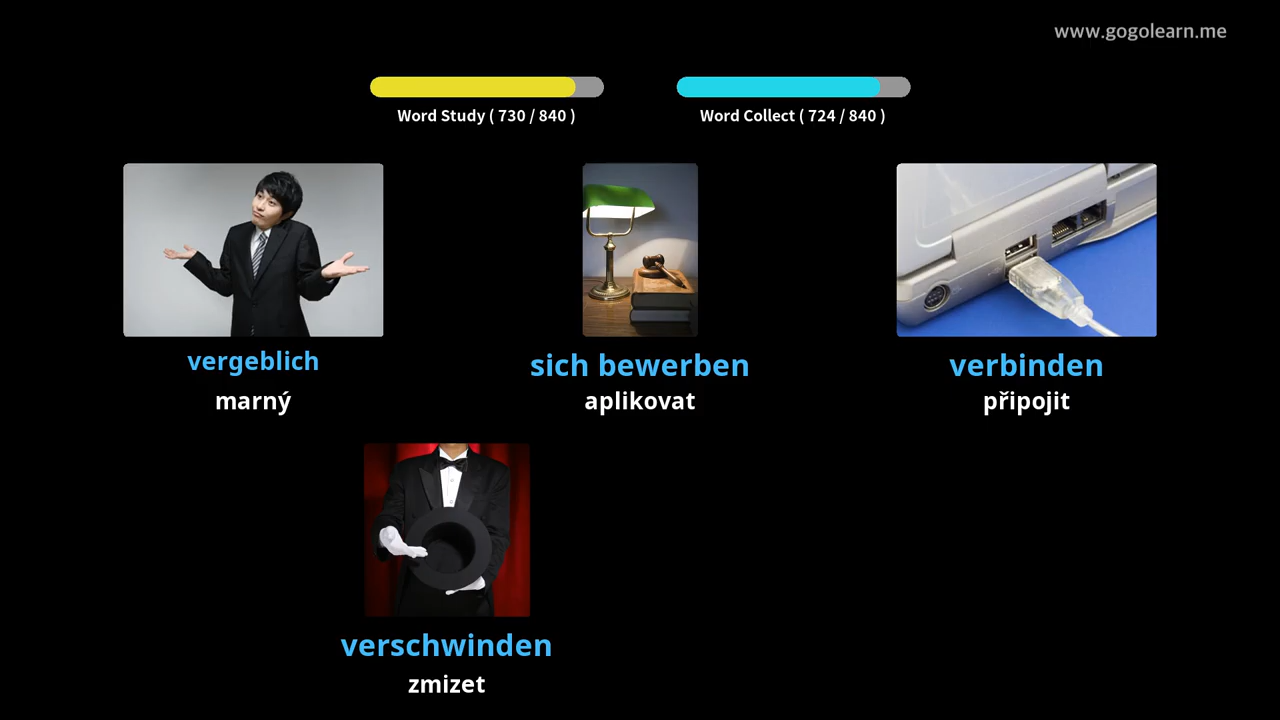 www.gogolearn.me
Word Study ( 730 / 840 )
Word Collect ( 724 / 840 )
vergeblich
marný
sich bewerben
aplikovat
verbinden
připojit
verschwinden
zmizet